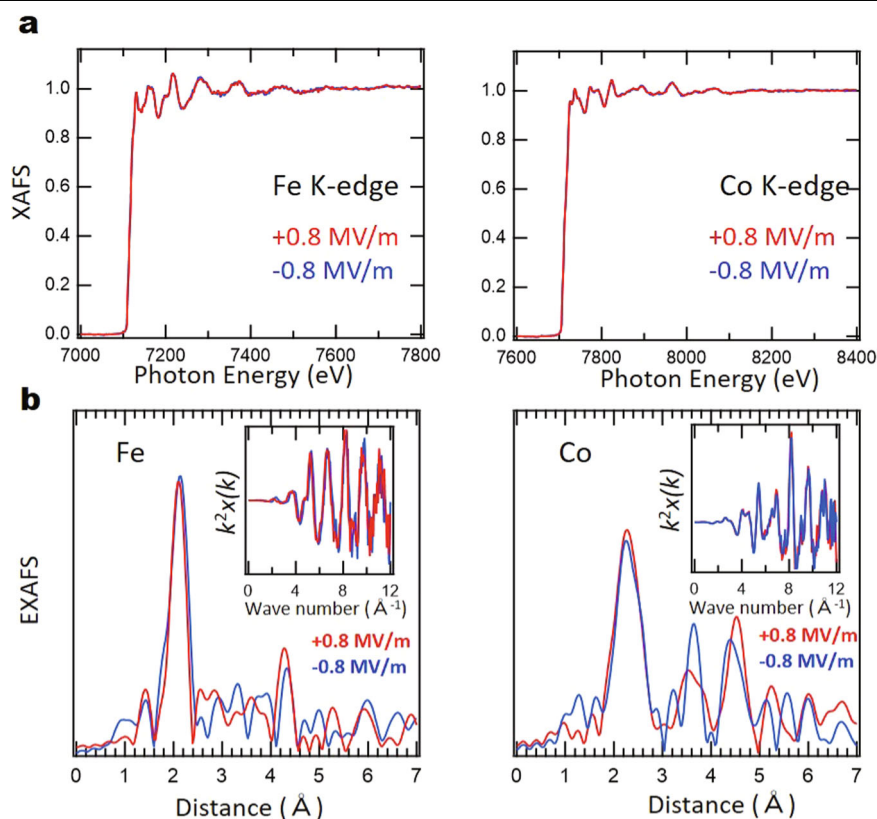 a
XAFS
1.0
0.8
0.6
0.4
0.2
0.0
Fe K-edge
+0.8 MV/m
-0.8 MV/m
7000 7200 7400 7600 7800
Photon Energy (eV)
1.0
0.8
0.6
0.4
0.2
0.0
Co K-edge
+0.8 MV/m
-0.8 MV/m
7600 7800 8000 8200 8400
Photon Energy (eV)
b
EXAFS
Fe
k²x(k)
0 4 8 12
Wave number (Å⁻¹)
+0.8 MV/m
-0.8 MV/m
0 1 2 3 4 5 6 7
Distance (Å)
Co
k²x(k)
0 4 8 12
Wave number (Å⁻¹)
+0.8 MV/m
-0.8 MV/m
0 1 2 3 4 5 6 7
Distance (Å)